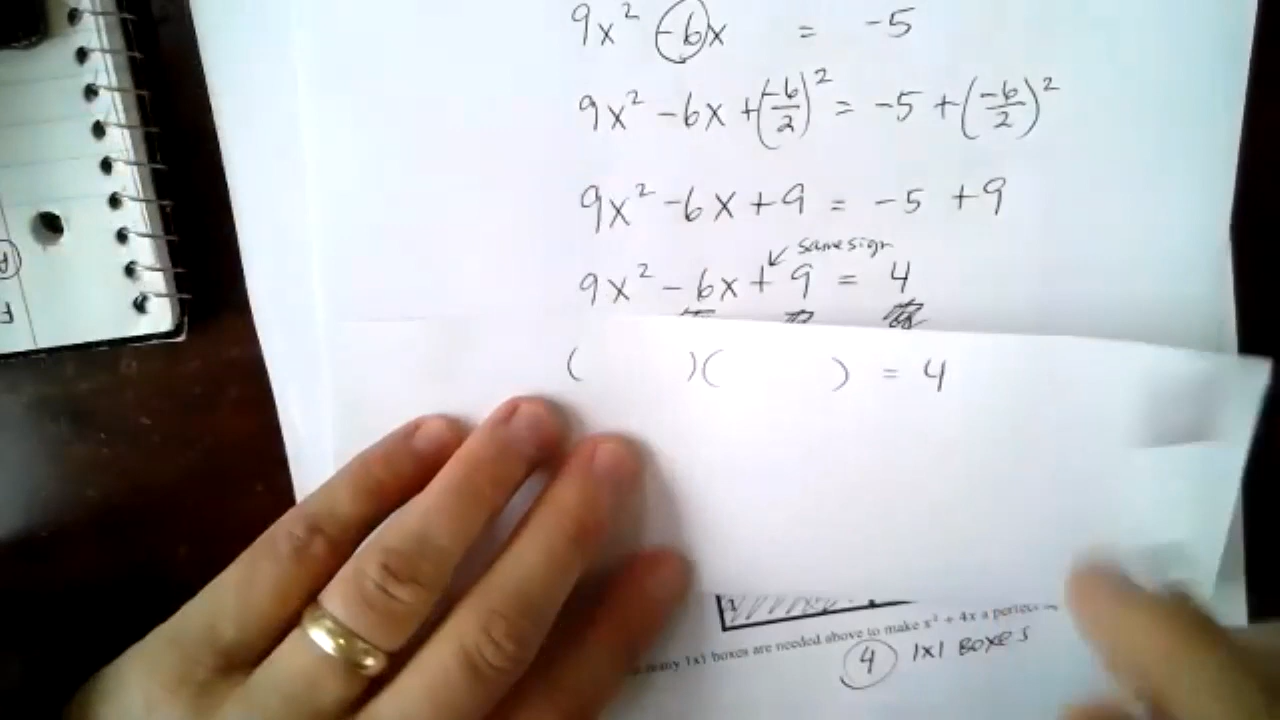 9x² -6x = -5
9x² -6x +(-6/2)² = -5 +(-6/2)²
9x² -6x +9 = -5 +9
same sign
9x² - 6x + 9 = 4
( )( ) = 4
A
F
x
many 1x1 boxes are needed above to make x² + 4x a perfect
4 1x1 BOXES